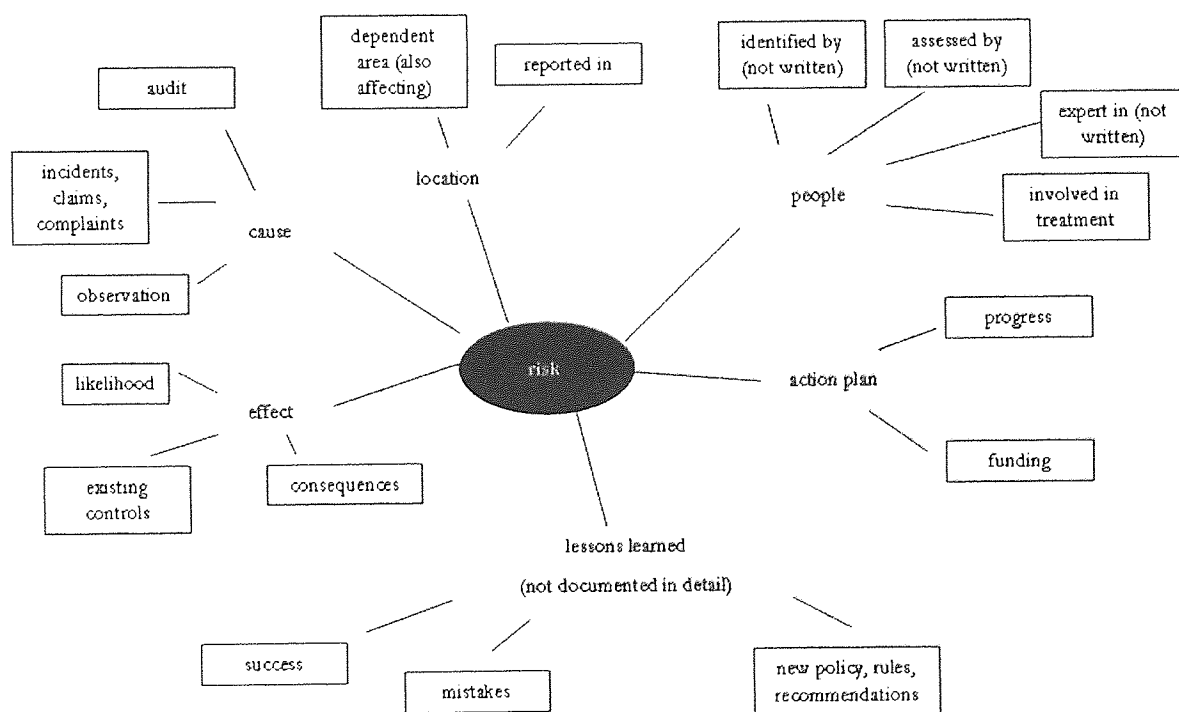 dependent
area (also
affecting)
reported in
identified by
(not written)
assessed by
(not written)
audit
expert in (not
written)
location
people
incidents,
claims,
complaints
involved in
treatment
cause
observation
progress
risk
likelihood
action plan
effect
existing
controls
consequences
funding
lessons learned
(not documented in detail)
success
mistakes
new policy, rules,
recommendations